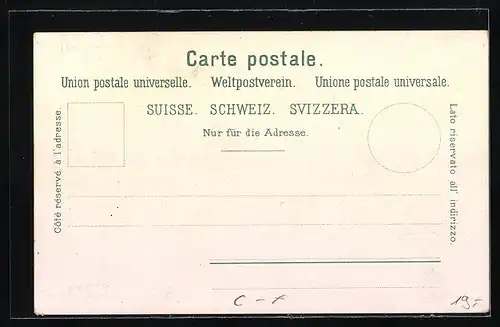 Carte postale.
Union postale universelle. Weltpostverein. Unione postale universale.
SUISSE. SCHWEIZ. SVIZZERA.
Nur für die Adresse.
Côté réservé à l'adresse.
Lato riservato all' indirizzo.
C - x
19.-